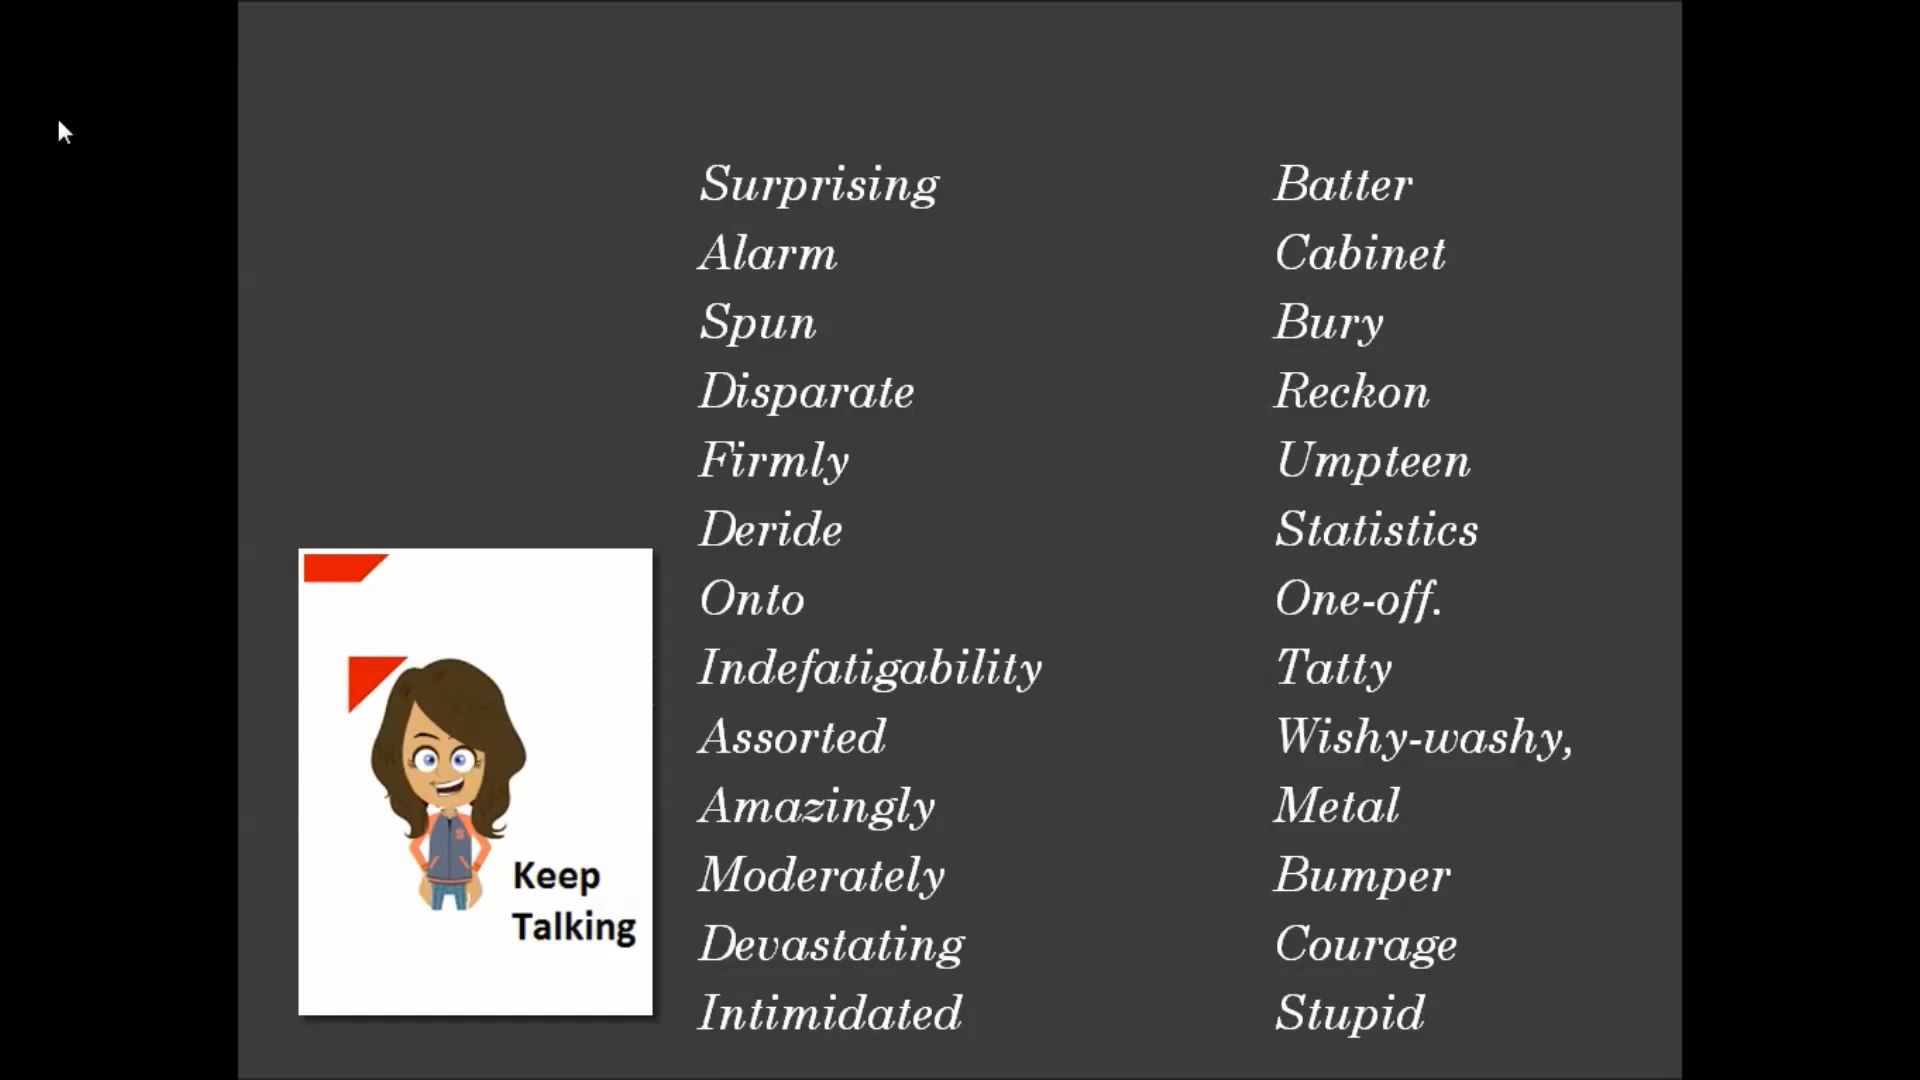 Surprising
Alarm
Spun
Disparate
Firmly
Deride
Onto
Indefatigability
Assorted
Amazingly
Moderately
Devastating
Intimidated
Batter
Cabinet
Bury
Reckon
Umpteen
Statistics
One-off.
Tatty
Wishy-washy,
Metal
Bumper
Courage
Stupid
Keep
Talking